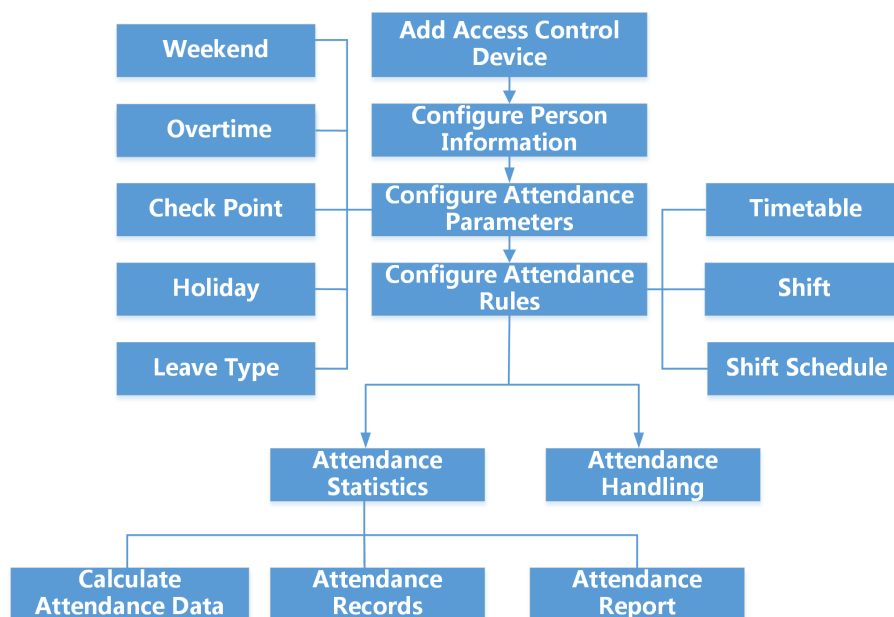 Add Access Control
Device
Weekend
Configure Person
Information
Overtime
Configure Attendance
Parameters
Check Point
Timetable
Configure Attendance
Rules
Holiday
Shift
Leave Type
Shift Schedule
Attendance
Statistics
Attendance
Handling
Calculate
Attendance Data
Attendance
Records
Attendance
Report